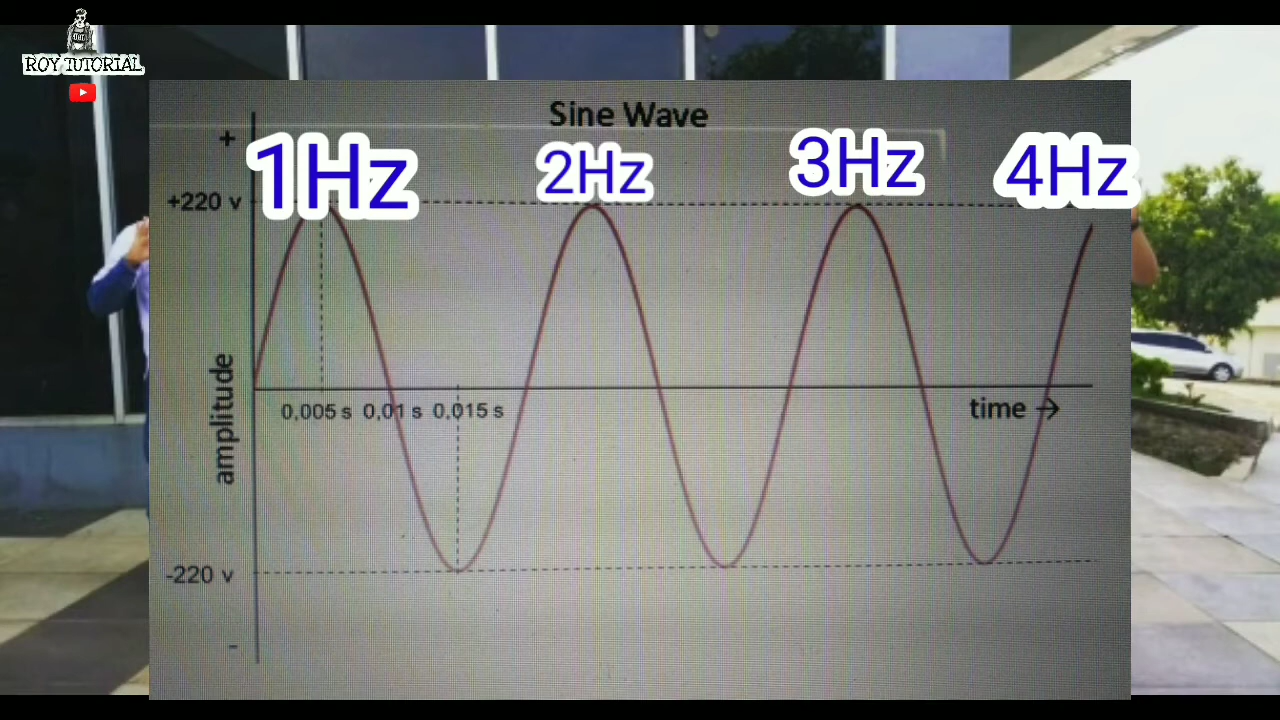 ROY TUTORIAL
Sine Wave
+
1Hz
2Hz
3Hz
4Hz
+220 v
amplitude
0,005 s 0,01 s 0,015 s
time →
-220 v
-